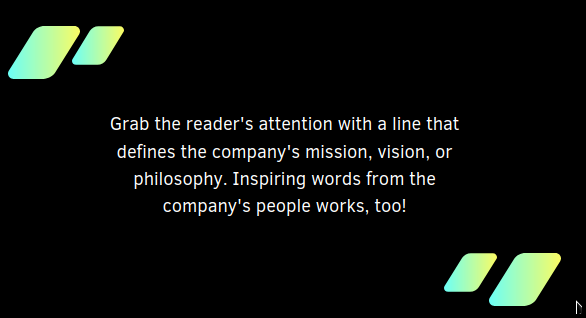 Grab the reader's attention with a line that
defines the company's mission, vision, or
philosophy. Inspiring words from the
company's people works, too!